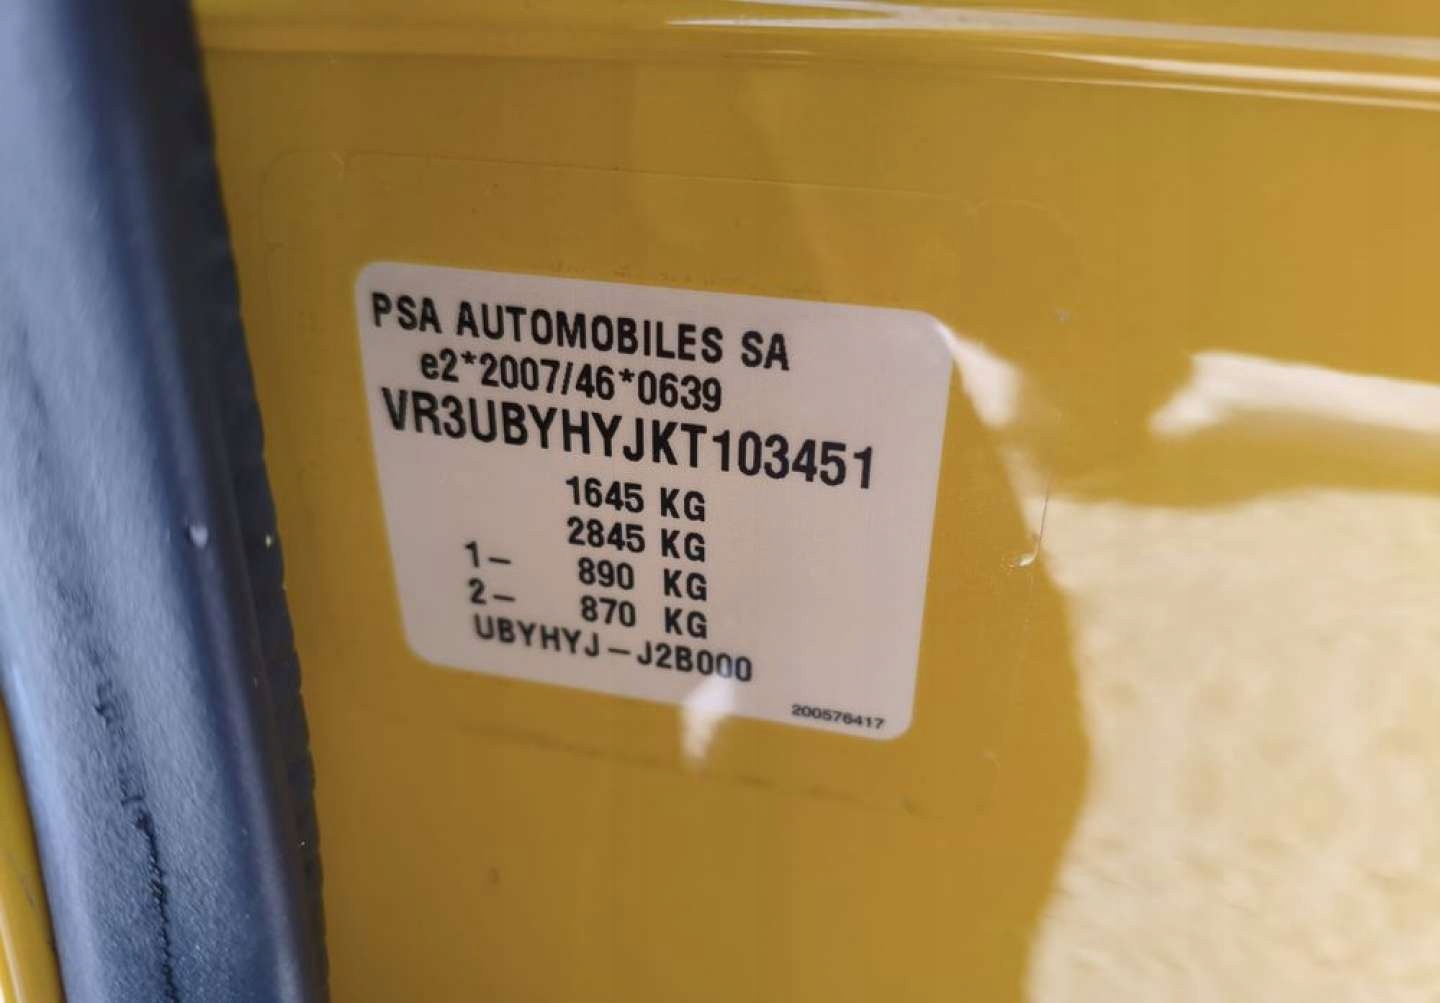 PSA AUTOMOBILES SA
e2*2007/46*0639
VR3UBYHYJKT103451
1645 KG
2845 KG
1– 890 KG
2– 870 KG
UBYHYJ–J2B000
200576417